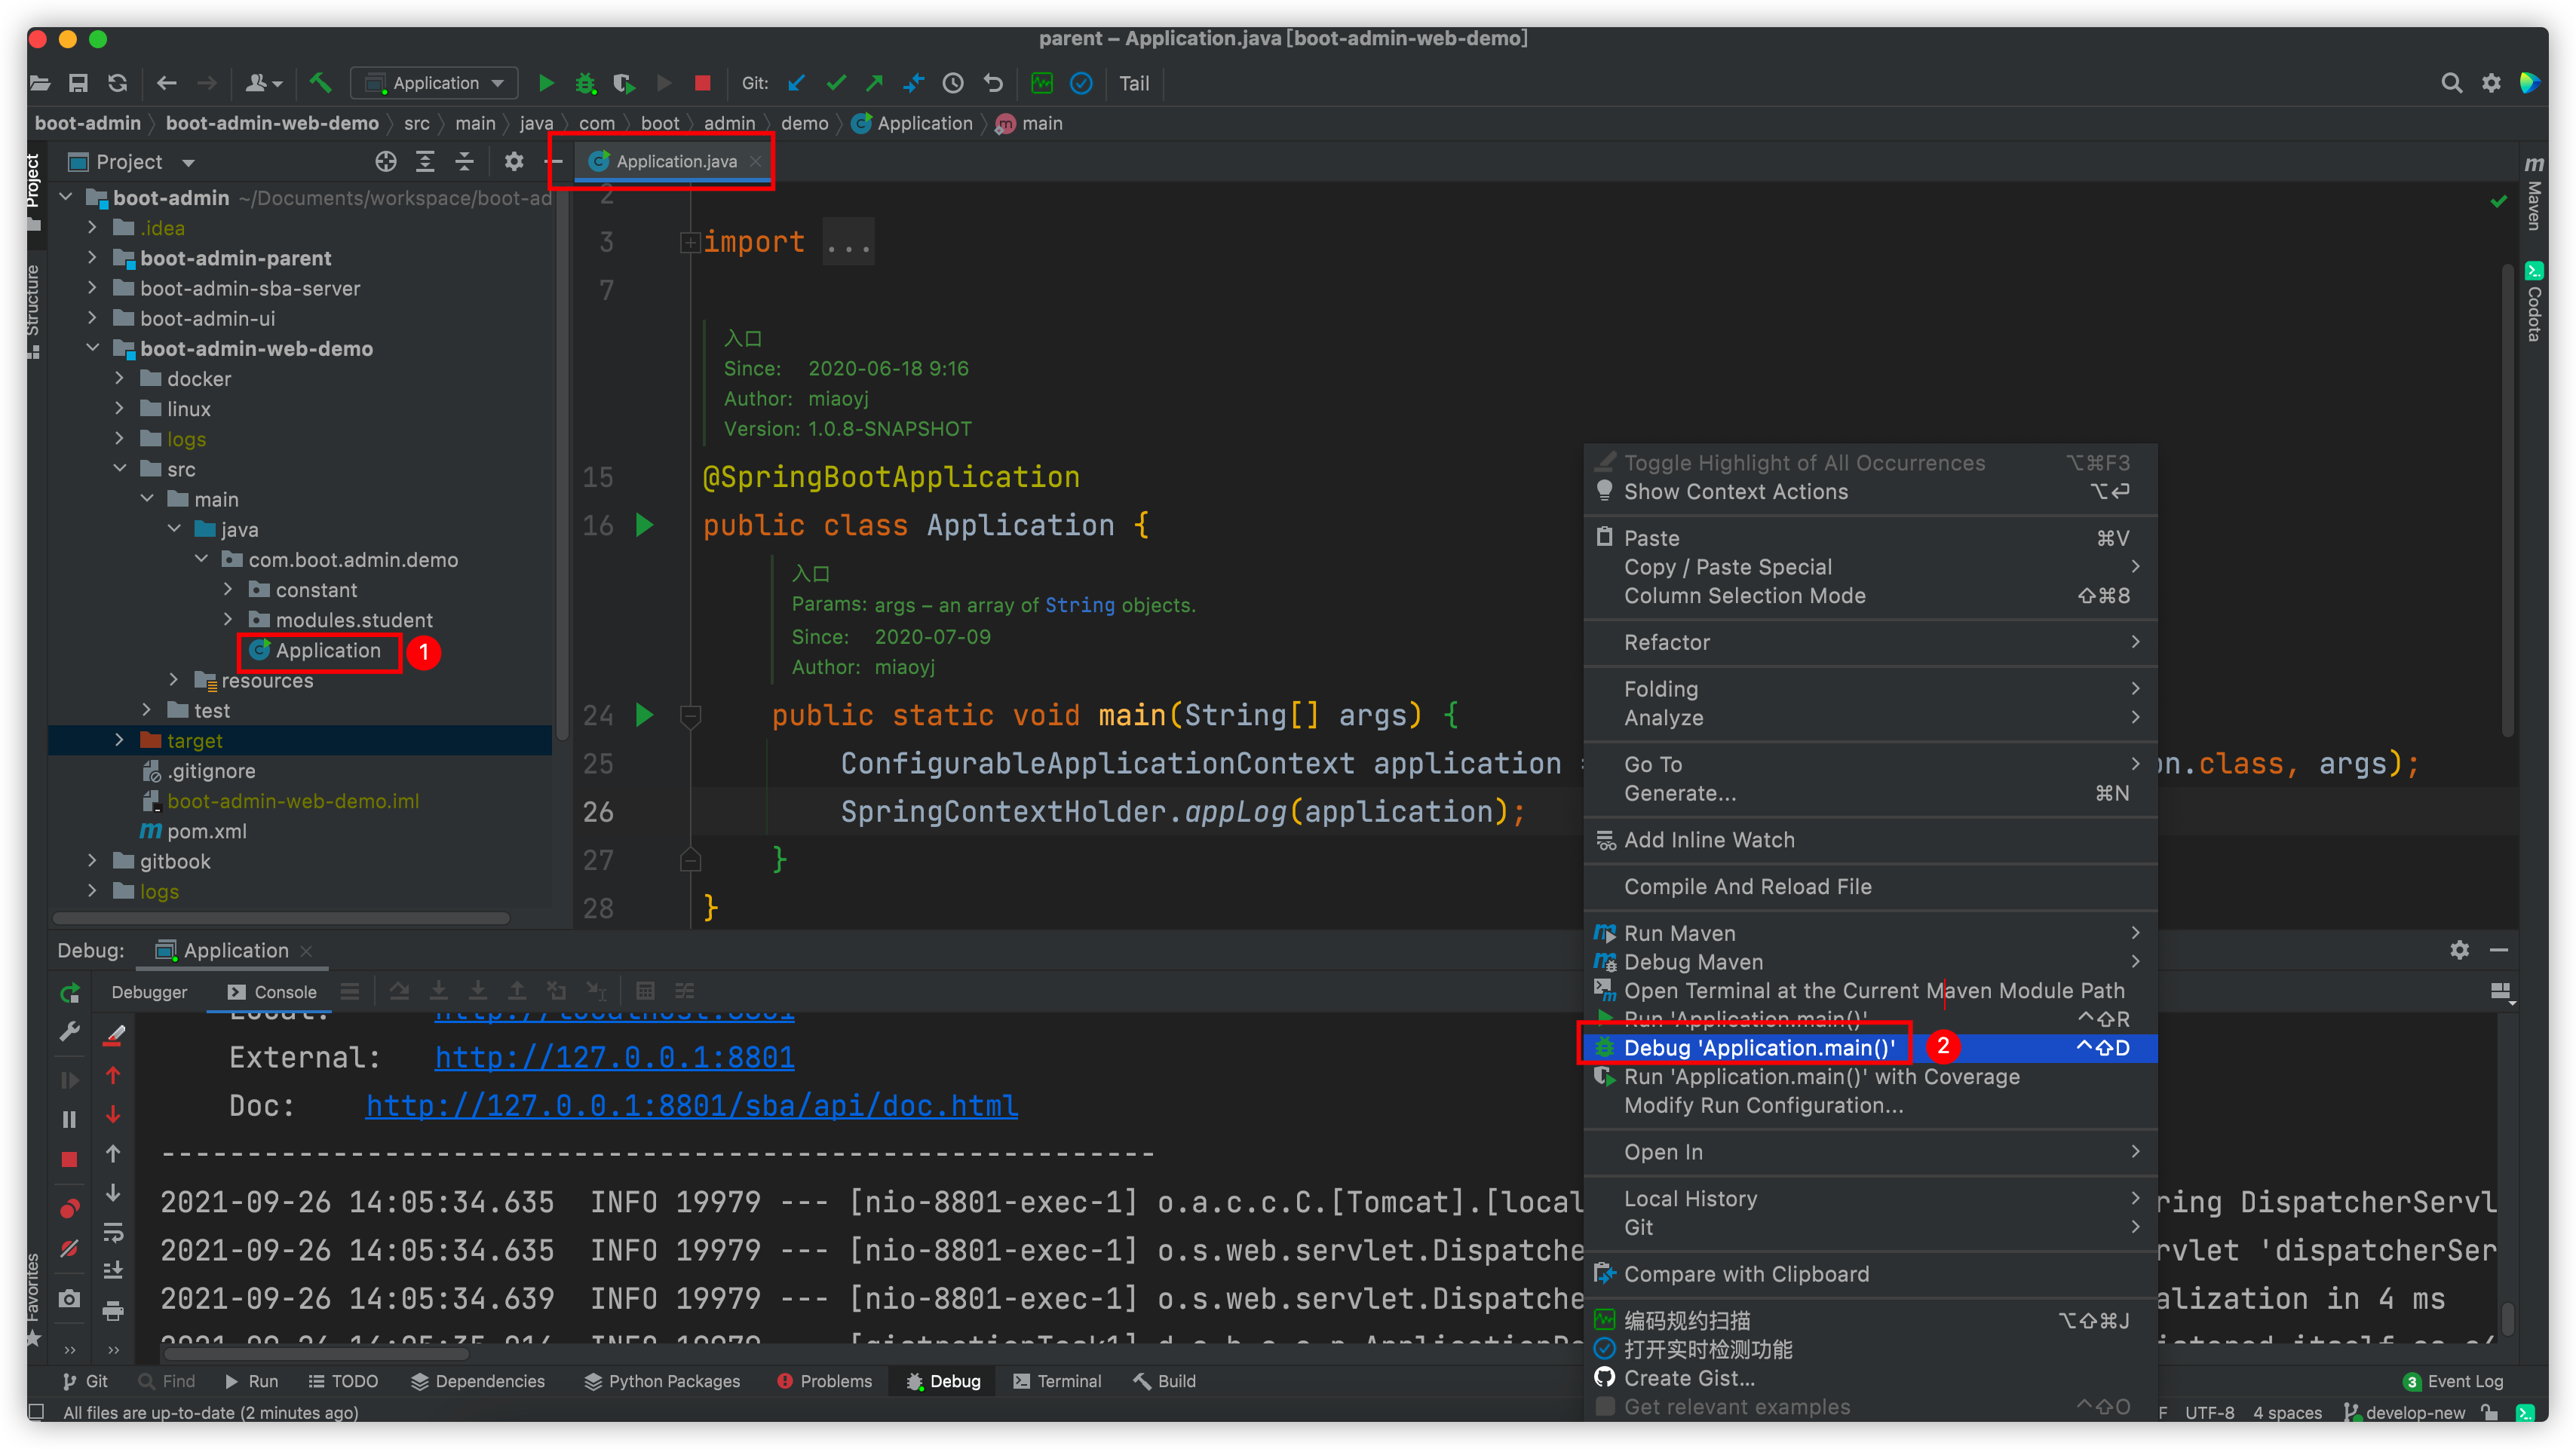 parent – Application.java [boot-admin-web-demo]
Application
Git:
Tail
boot-admin
boot-admin-web-demo
src
main
java
com
boot
admin
demo
Application
main
Project
Structure
Favorites
Project
boot-admin ~/Documents/workspace/boot-ad
.idea
boot-admin-parent
boot-admin-sba-server
boot-admin-ui
boot-admin-web-demo
docker
linux
logs
src
main
java
com.boot.admin.demo
constant
modules.student
Application
1
resources
test
target
.gitignore
boot-admin-web-demo.iml
pom.xml
gitbook
logs
Application.java
2
3 import ...
7
入口
Since: 2020-06-18 9:16
Author: miaoyj
Version: 1.0.8-SNAPSHOT
15 @SpringBootApplication
16 public class Application {
入口
Params: args – an array of String objects.
Since: 2020-07-09
Author: miaoyj
24 public static void main(String[] args) {
25 ConfigurableApplicationContext application
n.class, args);
26 SpringContextHolder.appLog(application);
27 }
28 }
Maven
Codota
Toggle Highlight of All Occurrences ⌥⌘F3
Show Context Actions ⌥↩
Paste ⌘V
Copy / Paste Special
Column Selection Mode ⇧⌘8
Refactor
Folding
Analyze
Go To
Generate... ⌘N
Add Inline Watch
Compile And Reload File
Run Maven
Debug Maven
Open Terminal at the Current Maven Module Path
Run 'Application.main()' ^⇧R
Debug 'Application.main()' ^⇧D
2
Run 'Application.main()' with Coverage
Modify Run Configuration...
Open In
Local History
Git
Compare with Clipboard
编码规约扫描 ⌥⇧⌘J
打开实时检测功能
Create Gist...
Get relevant examples ^⇧O
Debug: Application
Debugger
Console
Local: http://localhost:8801
External: http://127.0.0.1:8801
Doc: http://127.0.0.1:8801/sba/api/doc.html
----------------------------------------------------------
2021-09-26 14:05:34.635 INFO 19979 --- [nio-8801-exec-1] o.a.c.c.C.[Tomcat].[local
ring DispatcherServl
2021-09-26 14:05:34.635 INFO 19979 --- [nio-8801-exec-1] o.s.web.servlet.Dispatche
rvlet 'dispatcherSer
2021-09-26 14:05:34.639 INFO 19979 --- [nio-8801-exec-1] o.s.web.servlet.Dispatche
alization in 4 ms
Git
Find
Run
TODO
Dependencies
Python Packages
Problems
Debug
Terminal
Build
3 Event Log
All files are up-to-date (2 minutes ago)
F
UTF-8
4 spaces
develop-new